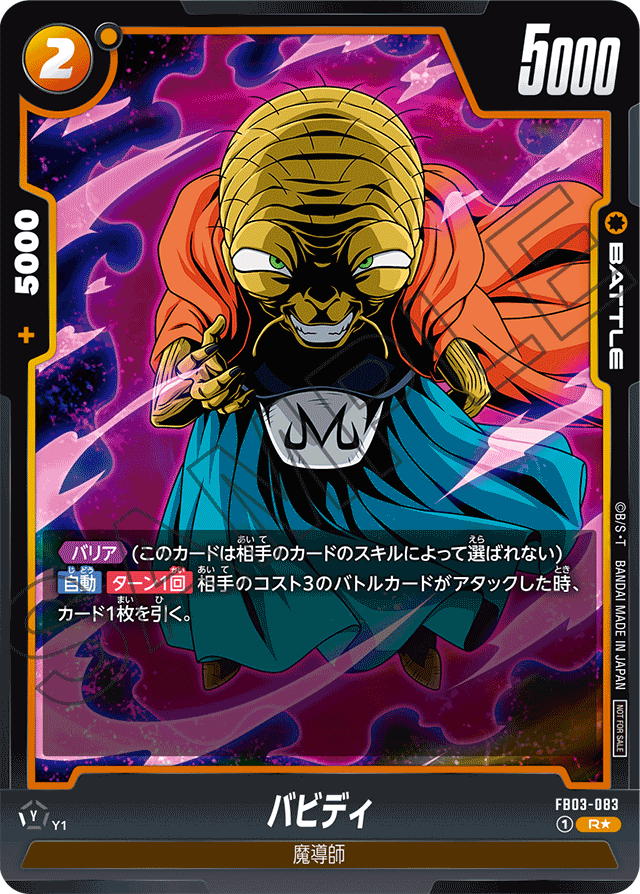 2
5000
+ 5000
BATTLE
SAMPLE
バリア (このカードは相手のカードのスキルによって選ばれない)
自動 ターン1回 相手のコスト3のバトルカードがアタックした時、
カード1枚を引く。
©B/S・T BANDAI MADE IN JAPAN
NOT FOR SALE
Y Y1
バビディ
FB03-083
1 R★
魔導師